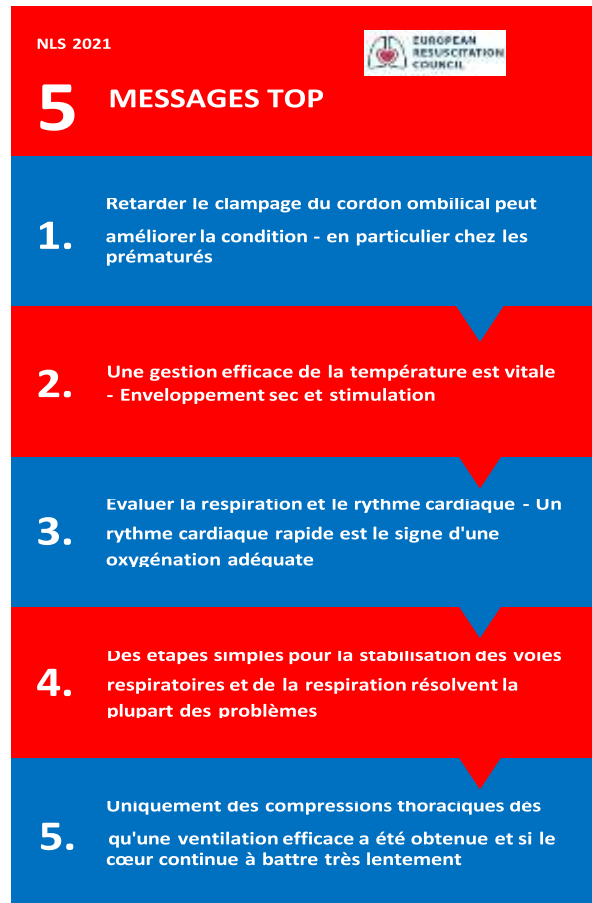 NLS 2021
EUROPEAN
RESUSCITATION
COUNCIL
5 MESSAGES TOP
1.
Retarder le clampage du cordon ombilical peut
améliorer la condition - en particulier chez les
prématurés
2.
Une gestion efficace de la température est vitale
- Enveloppement sec et stimulation
3.
Evaluer la respiration et le rythme cardiaque - Un
rythme cardiaque rapide est le signe d'une
oxygénation adéquate
4.
Des étapes simples pour la stabilisation des voies
respiratoires et de la respiration résolvent la
plupart des problèmes
5.
Uniquement des compressions thoraciques dès
qu'une ventilation efficace a été obtenue et si le
cœur continue à battre très lentement